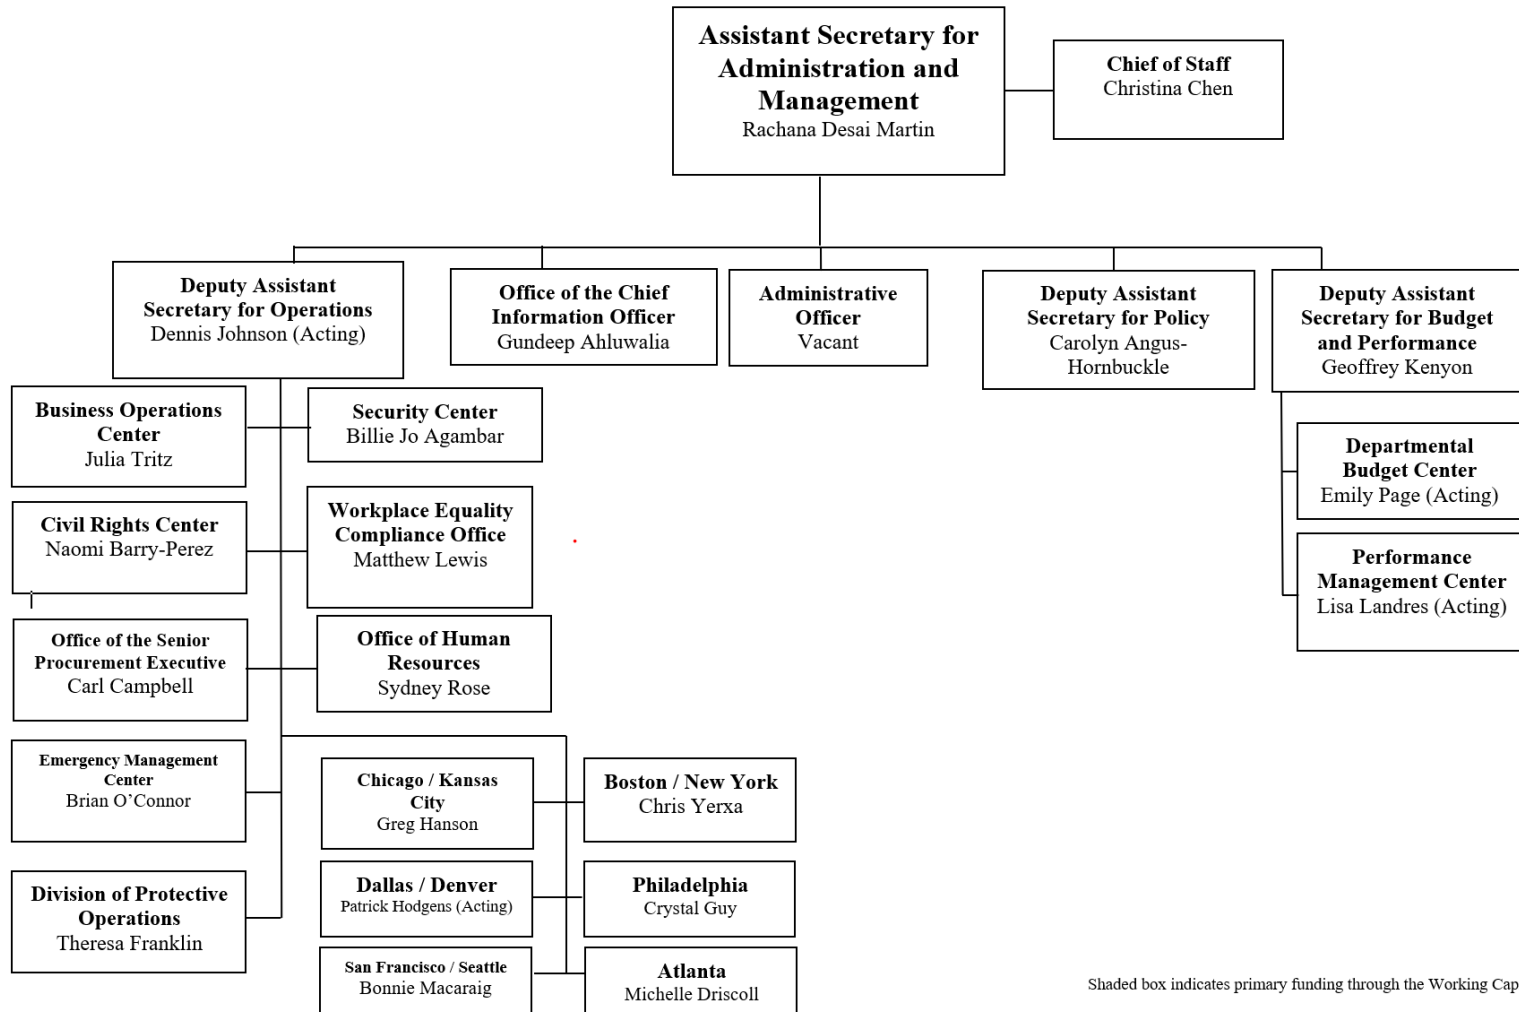 Assistant Secretary for
Administration and
Management
Rachana Desai Martin
Chief of Staff
Christina Chen
Deputy Assistant
Secretary for Operations
Dennis Johnson (Acting)
Office of the Chief
Information Officer
Gundeep Ahluwalia
Administrative
Officer
Vacant
Deputy Assistant
Secretary for Policy
Carolyn Angus-
Hornbuckle
Deputy Assistant
Secretary for Budget
and Performance
Geoffrey Kenyon
Business Operations
Center
Julia Tritz
Security Center
Billie Jo Agambar
Departmental
Budget Center
Emily Page (Acting)
Civil Rights Center
Naomi Barry-Perez
Workplace Equality
Compliance Office
Matthew Lewis
Performance
Management Center
Lisa Landres (Acting)
Office of the Senior
Procurement Executive
Carl Campbell
Office of Human
Resources
Sydney Rose
Emergency Management
Center
Brian O’Connor
Chicago / Kansas
City
Greg Hanson
Boston / New York
Chris Yerxa
Division of Protective
Operations
Theresa Franklin
Dallas / Denver
Patrick Hodgens (Acting)
Philadelphia
Crystal Guy
San Francisco / Seattle
Bonnie Macaraig
Atlanta
Michelle Driscoll
Shaded box indicates primary funding through the Working Cap